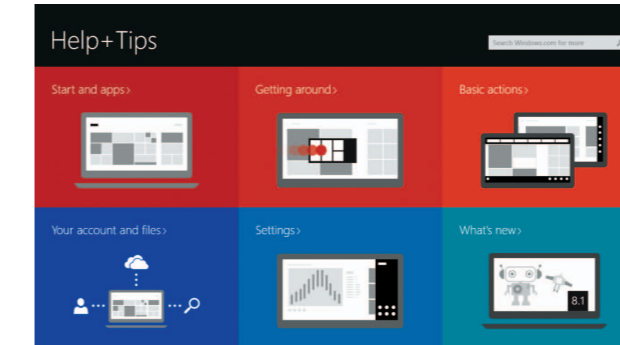 Help+Tips
Search Windows.com for more
Start and apps>
Getting around>
Basic actions>
Your account and files>
Settings>
What's new>
8.1